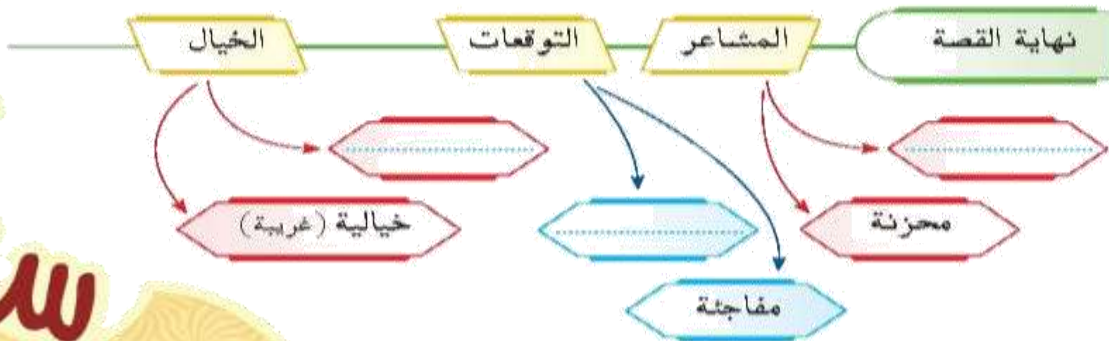 نهاية القصة
المشاعر
التوقعات
الخيال
محزنة
خيالية (غريبة)
مفاجئة